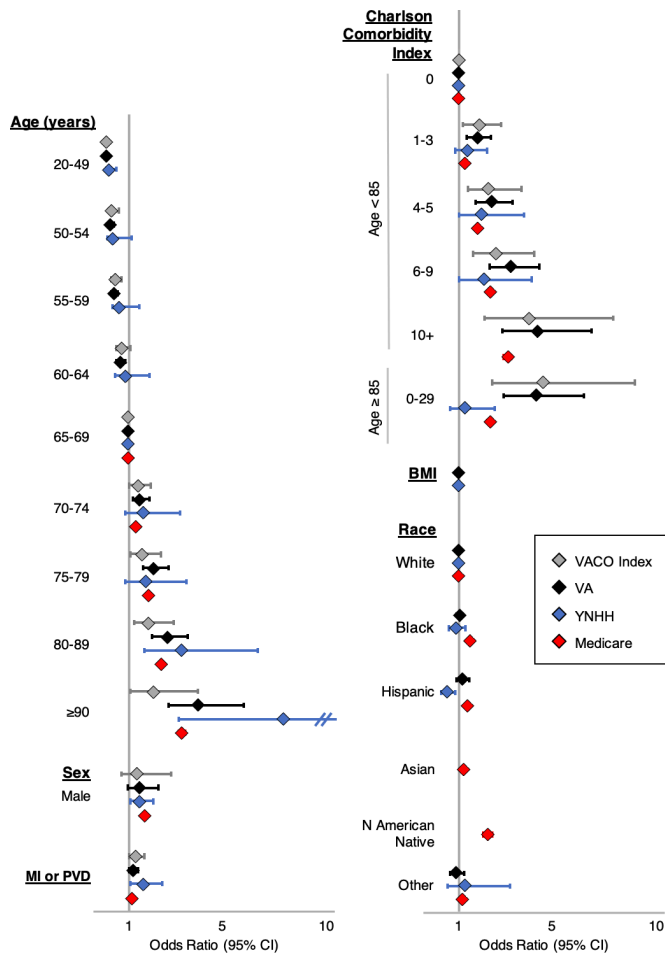 Age (years)
20-49
50-54
55-59
60-64
65-69
70-74
75-79
80-89
≥90
Sex
Male
MI or PVD
1
5
10
Odds Ratio (95% CI)
Charlson
Comorbidity
Index
0
1-3
4-5
6-9
10+
Age < 85
0-29
Age ≥ 85
BMI
Race
White
Black
Hispanic
Asian
N American
Native
Other
1
5
10
Odds Ratio (95% CI)
VACO Index
VA
YNHH
Medicare